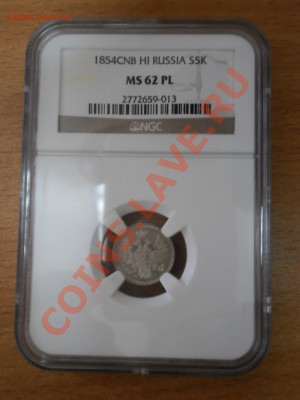 1854CNB HI RUSSIA S5K
MS 62 PL
2772659-013
NGC
COINSLAVE.RU